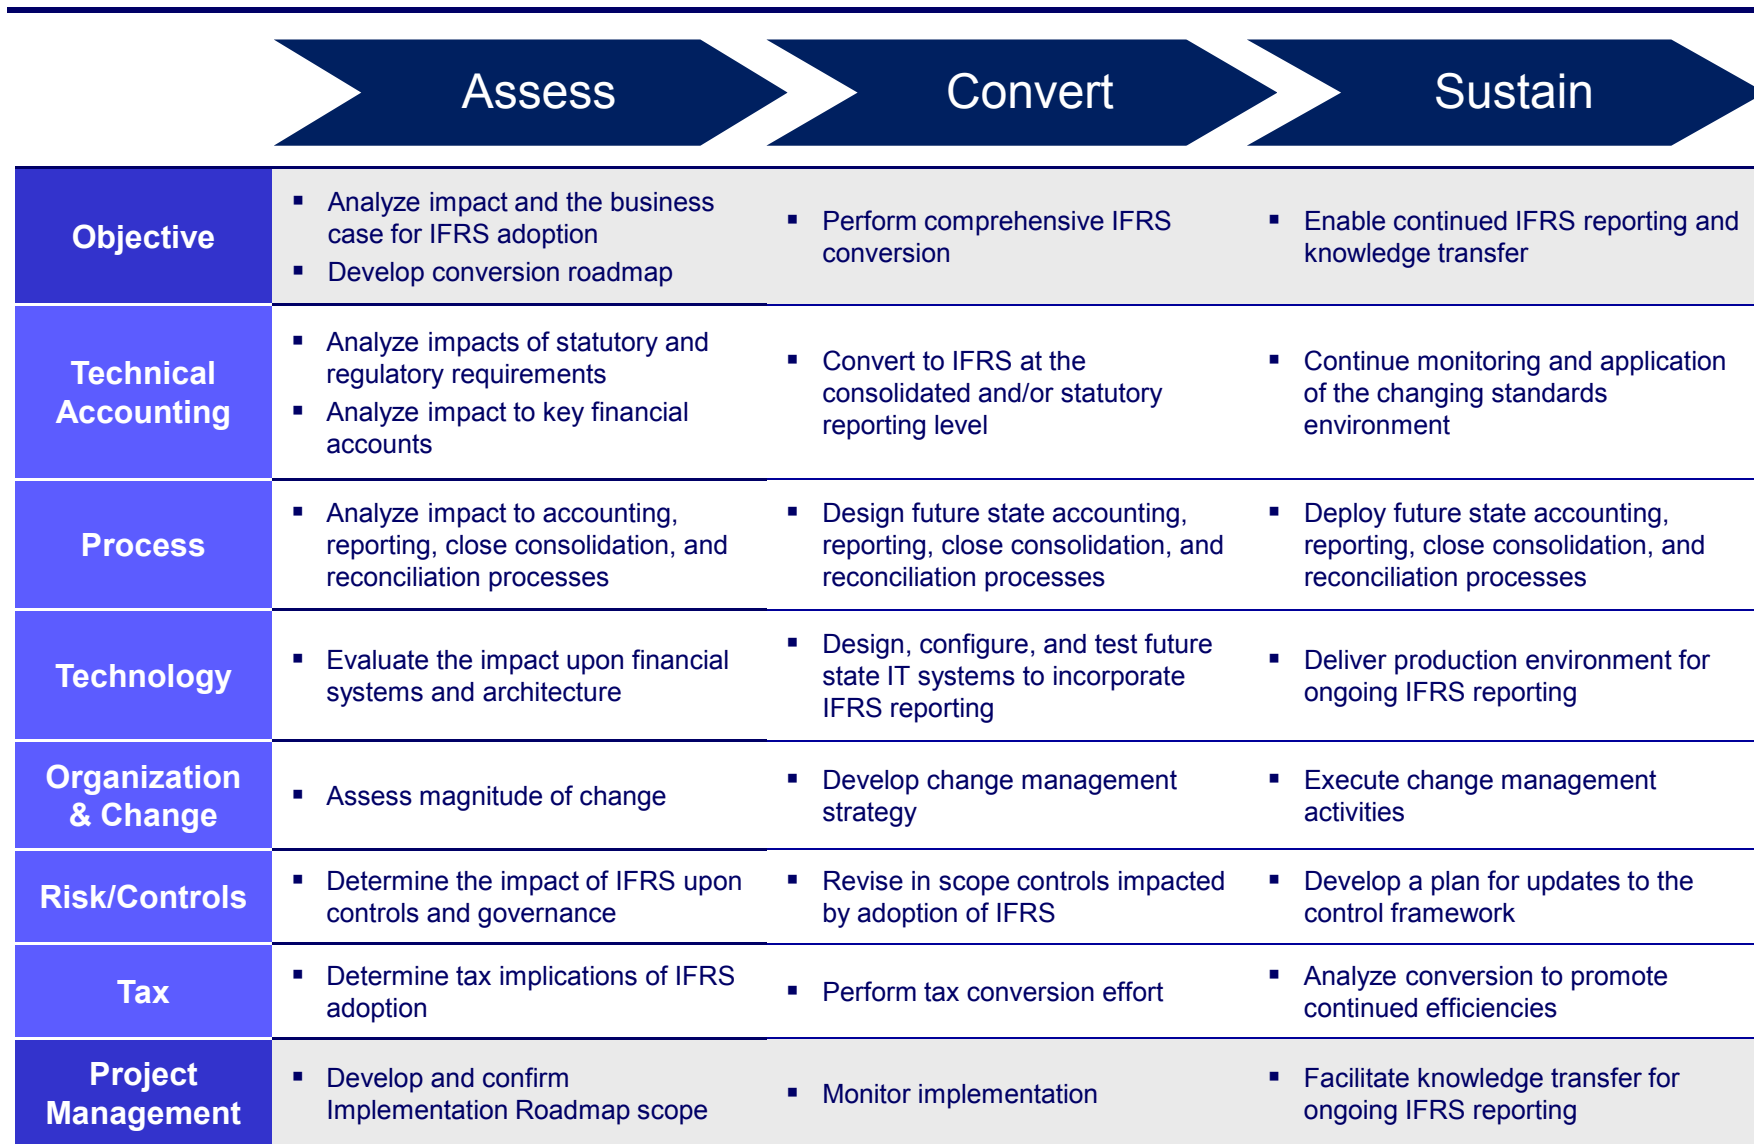 Assess
Convert
Sustain
Objective
▪ Analyze impact and the business
case for IFRS adoption
▪ Develop conversion roadmap
▪ Perform comprehensive IFRS
conversion
▪ Enable continued IFRS reporting and
knowledge transfer
Technical
Accounting
▪ Analyze impacts of statutory and
regulatory requirements
▪ Analyze impact to key financial
accounts
▪ Convert to IFRS at the
consolidated and/or statutory
reporting level
▪ Continue monitoring and application
of the changing standards
environment
Process
▪ Analyze impact to accounting,
reporting, close consolidation, and
reconciliation processes
▪ Design future state accounting,
reporting, close consolidation, and
reconciliation processes
▪ Deploy future state accounting,
reporting, close consolidation, and
reconciliation processes
Technology
▪ Evaluate the impact upon financial
systems and architecture
▪ Design, configure, and test future
state IT systems to incorporate
IFRS reporting
▪ Deliver production environment for
ongoing IFRS reporting
Organization
& Change
▪ Assess magnitude of change
▪ Develop change management
strategy
▪ Execute change management
activities
Risk/Controls
▪ Determine the impact of IFRS upon
controls and governance
▪ Revise in scope controls impacted
by adoption of IFRS
▪ Develop a plan for updates to the
control framework
Tax
▪ Determine tax implications of IFRS
adoption
▪ Perform tax conversion effort
▪ Analyze conversion to promote
continued efficiencies
Project
Management
▪ Develop and confirm
Implementation Roadmap scope
▪ Monitor implementation
▪ Facilitate knowledge transfer for
ongoing IFRS reporting